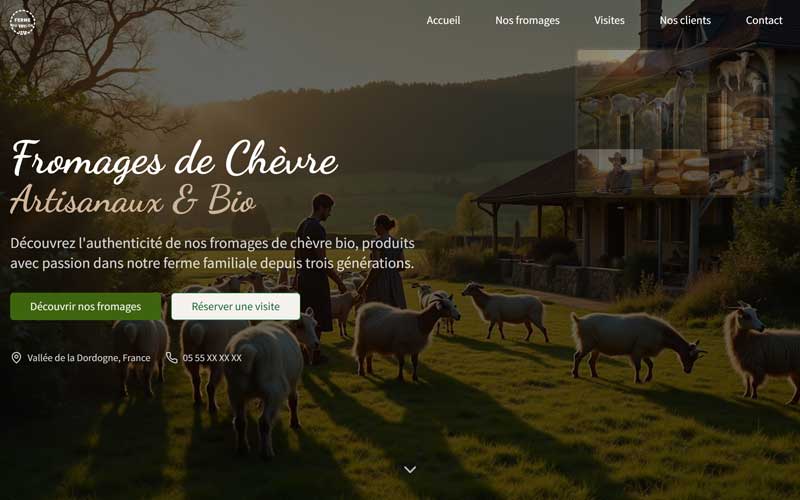 FERME
Accueil
Nos fromages
Visites
Nos clients
Contact
Fromages de Chèvre
Artisanaux & Bio
Découvrez l'authenticité de nos fromages de chèvre bio, produits
avec passion dans notre ferme familiale depuis trois générations.
Découvrir nos fromages
Réserver une visite
Vallée de la Dordogne, France
05 55 XX XX XX